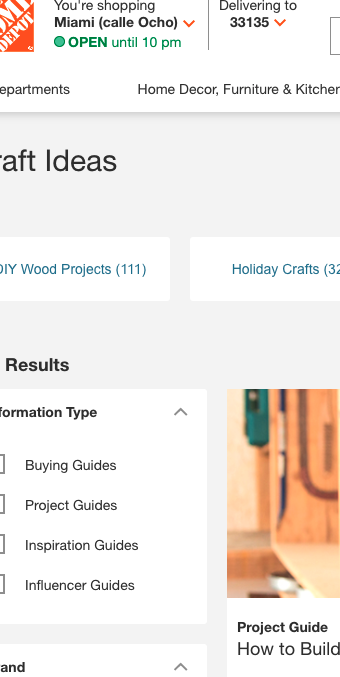 You're shopping
Miami (calle Ocho)
OPEN until 10 pm
Delivering to
33135
epartments
Home Decor, Furniture & Kitchen
raft Ideas
DIY Wood Projects (111)
Holiday Crafts (32
Results
formation Type
Buying Guides
Project Guides
Inspiration Guides
Influencer Guides
Project Guide
How to Build
and